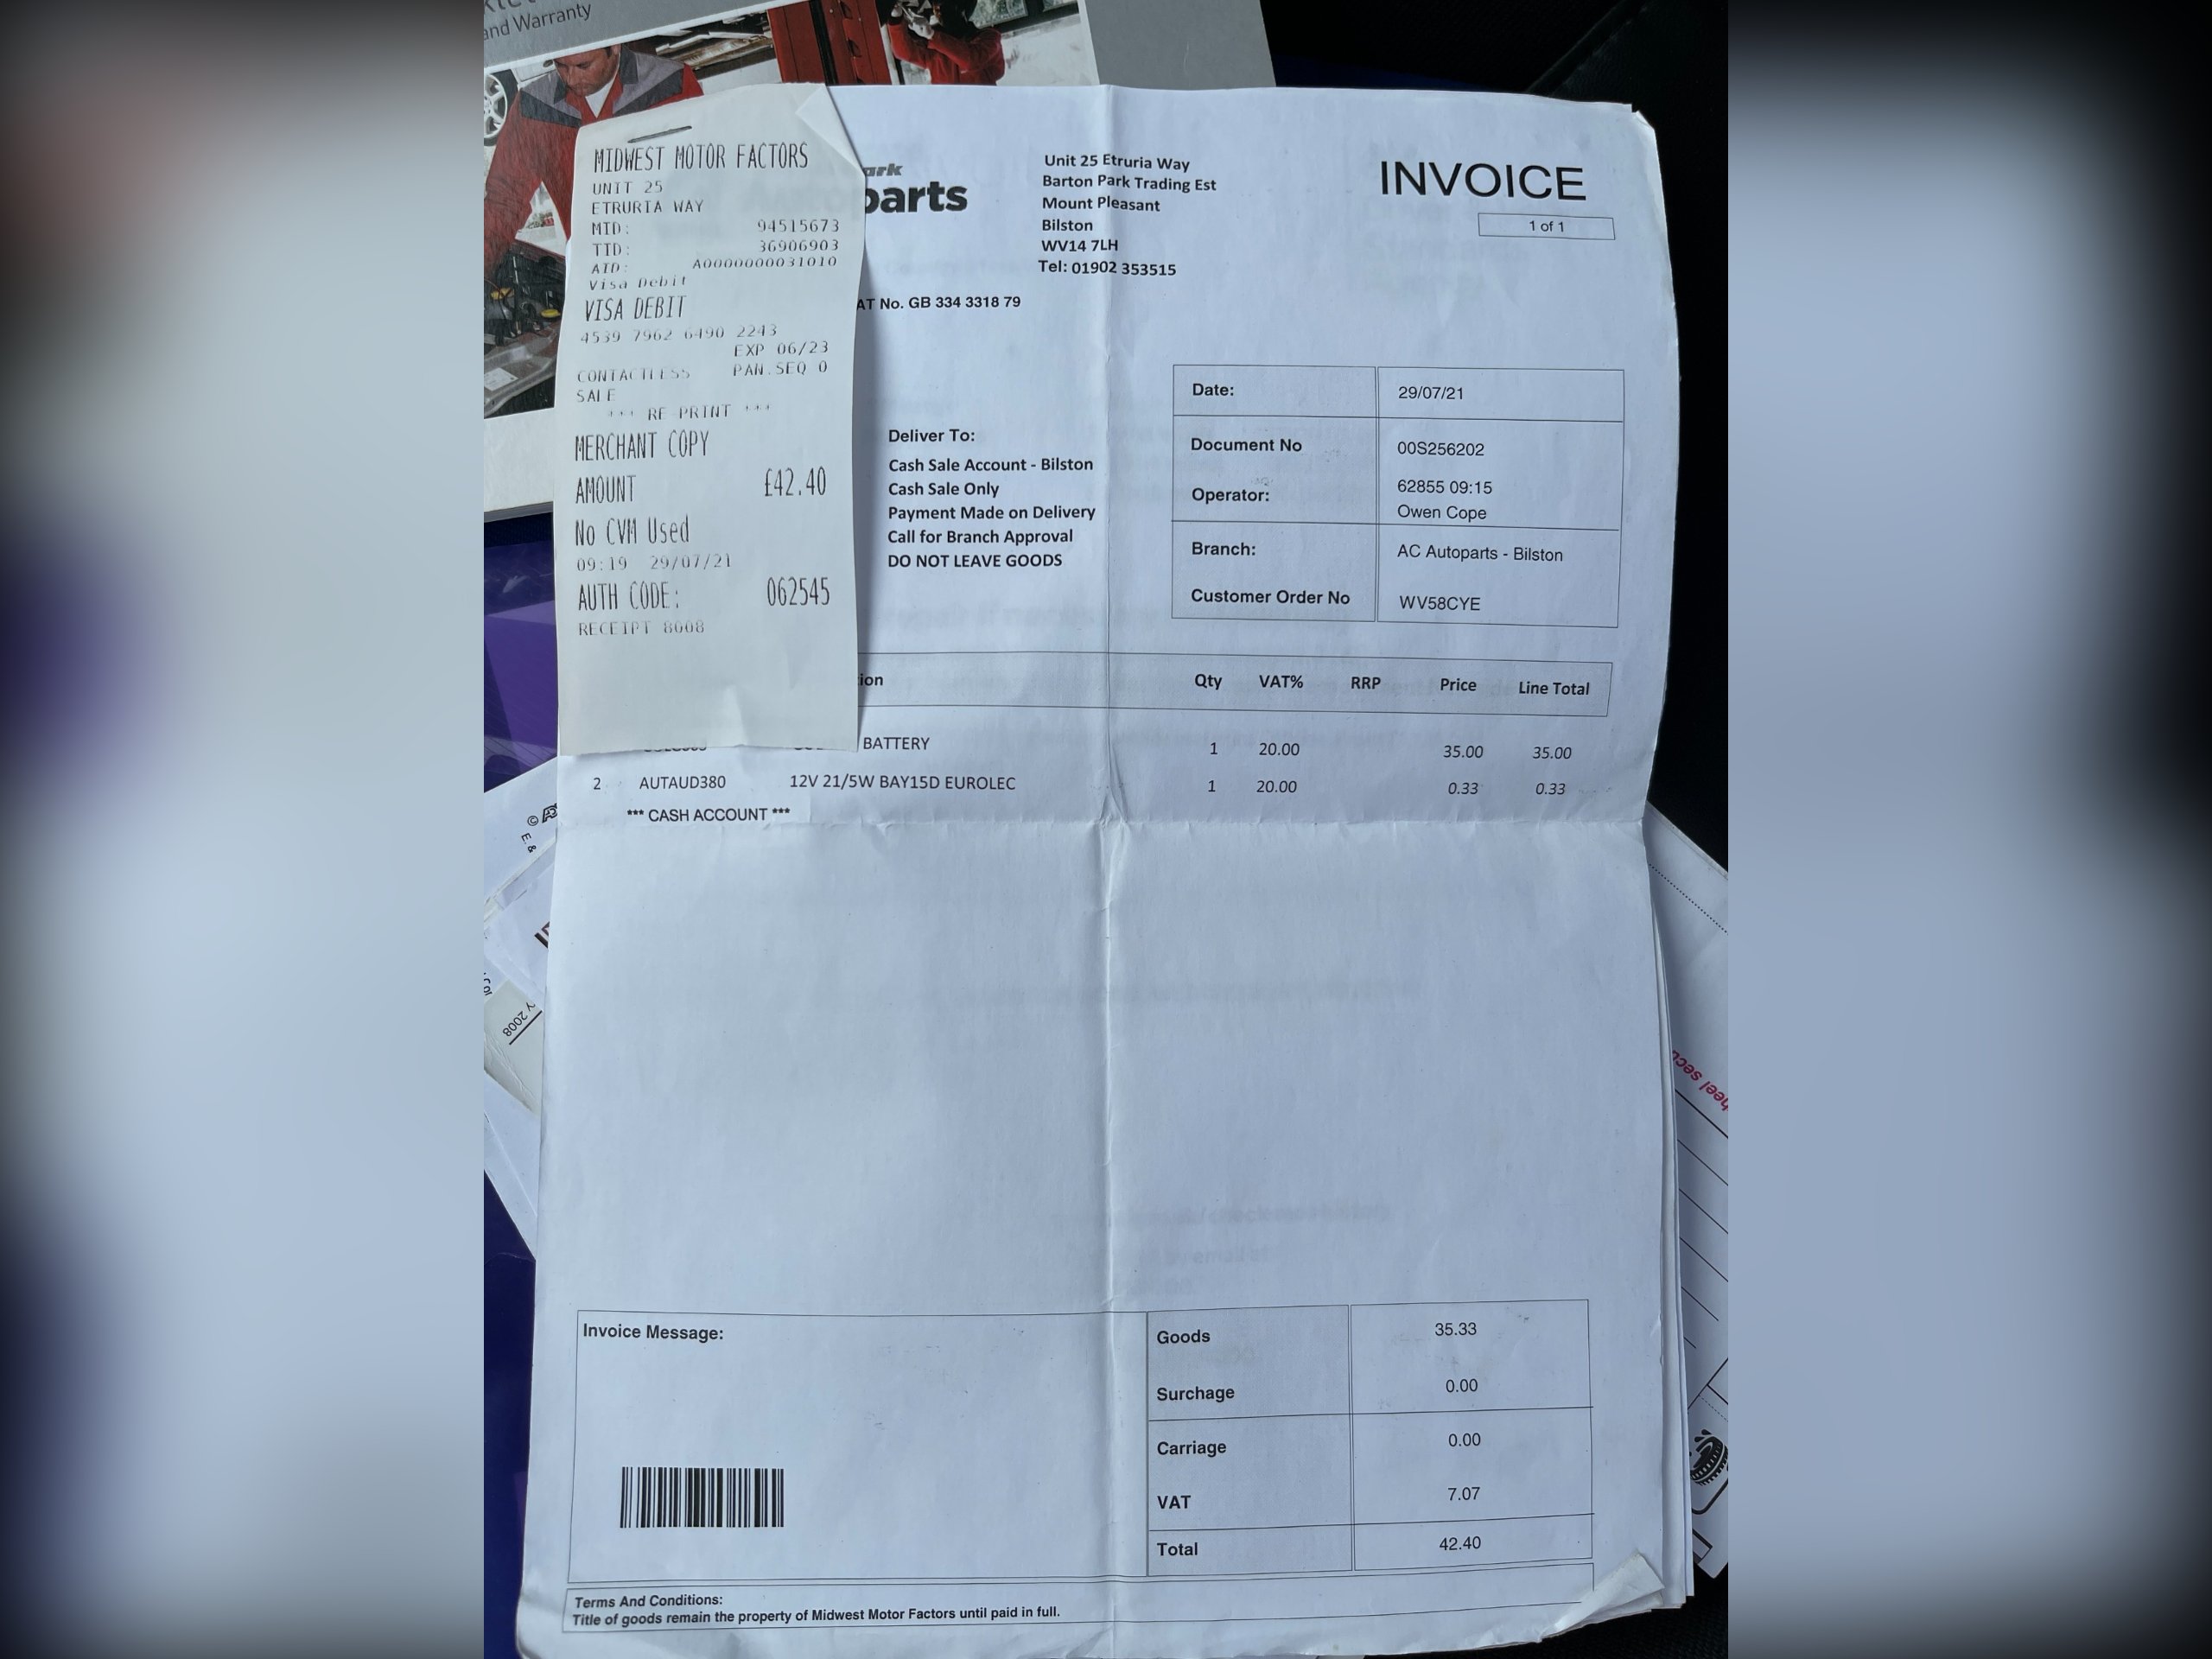 and Warranty
MIDWEST MOTOR FACTORS
UNIT 25
ETRURIA WAY
MID: 94515673
TID: 36906903
AID: A0000000031010
Visa Debit
VISA DEBIT
4539 7962 6490 2243
EXP 06/23
CONTACTLESS PAN.SEQ 0
SALE
*** RE-PRINT ***
MERCHANT COPY
AMOUNT £42.40
No CVM Used
09:19 29/07/21
AUTH CODE: 062545
RECEIPT 8008
ark
parts
AT No. GB 334 3318 79
Unit 25 Etruria Way
Barton Park Trading Est
Mount Pleasant
Bilston
WV14 7LH
Tel: 01902 353515
INVOICE
1 of 1
Deliver To:
Cash Sale Account - Bilston
Cash Sale Only
Payment Made on Delivery
Call for Branch Approval
DO NOT LEAVE GOODS
Date: 29/07/21
Document No 00S256202
Operator: 62855 09:15
Owen Cope
Branch: AC Autoparts - Bilston
Customer Order No WV58CYE
tion Qty VAT% RRP Price Line Total
BATTERY 1 20.00 35.00 35.00
2 AUTAUD380 12V 21/5W BAY15D EUROLEC 1 20.00 0.33 0.33
*** CASH ACCOUNT ***
Invoice Message:
Goods 35.33
Surchage 0.00
Carriage 0.00
VAT 7.07
Total 42.40
Terms And Conditions:
Title of goods remain the property of Midwest Motor Factors until paid in full.
2008
heel secu